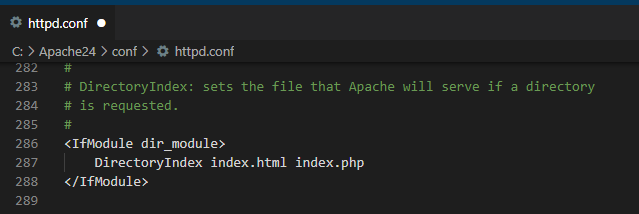 httpd.conf
C: > Apache24 > conf > httpd.conf
282 #
283 # DirectoryIndex: sets the file that Apache will serve if a directory
284 # is requested.
285 #
286 <IfModule dir_module>
287 DirectoryIndex index.html index.php
288 </IfModule>
289